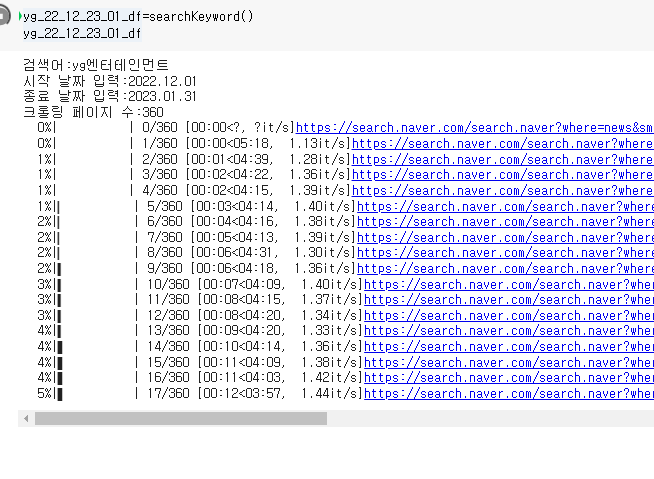 yg_22_12_23_01_df=searchKeyword()
yg_22_12_23_01_df
검색어:yg엔터테인먼트
시작 날짜 입력:2022.12.01
종료 날짜 입력:2023.01.31
크롤링 페이지 수:360
0%| | 0/360 [00:00<?, ?it/s]https://search.naver.com/search.naver?where=news&sm
0%| | 1/360 [00:00<05:18, 1.13it/s]https://search.naver.com/search.naver?where
1%| | 2/360 [00:01<04:39, 1.28it/s]https://search.naver.com/search.naver?where
1%| | 3/360 [00:02<04:22, 1.36it/s]https://search.naver.com/search.naver?where
1%| | 4/360 [00:02<04:15, 1.39it/s]https://search.naver.com/search.naver?where
1%| | 5/360 [00:03<04:14, 1.40it/s]https://search.naver.com/search.naver?whe
2%| | 6/360 [00:04<04:16, 1.38it/s]https://search.naver.com/search.naver?whe
2%| | 7/360 [00:05<04:13, 1.39it/s]https://search.naver.com/search.naver?whe
2%| | 8/360 [00:06<04:31, 1.30it/s]https://search.naver.com/search.naver?whe
2%| | 9/360 [00:06<04:18, 1.36it/s]https://search.naver.com/search.naver?whe
3%| | 10/360 [00:07<04:09, 1.40it/s]https://search.naver.com/search.naver?whe
3%| | 11/360 [00:08<04:15, 1.37it/s]https://search.naver.com/search.naver?whe
3%| | 12/360 [00:08<04:20, 1.34it/s]https://search.naver.com/search.naver?whe
4%| | 13/360 [00:09<04:20, 1.33it/s]https://search.naver.com/search.naver?whe
4%| | 14/360 [00:10<04:14, 1.36it/s]https://search.naver.com/search.naver?whe
4%| | 15/360 [00:11<04:09, 1.38it/s]https://search.naver.com/search.naver?whe
4%| | 16/360 [00:11<04:03, 1.42it/s]https://search.naver.com/search.naver?whe
5%| | 17/360 [00:12<03:57, 1.44it/s]https://search.naver.com/search.naver?whe